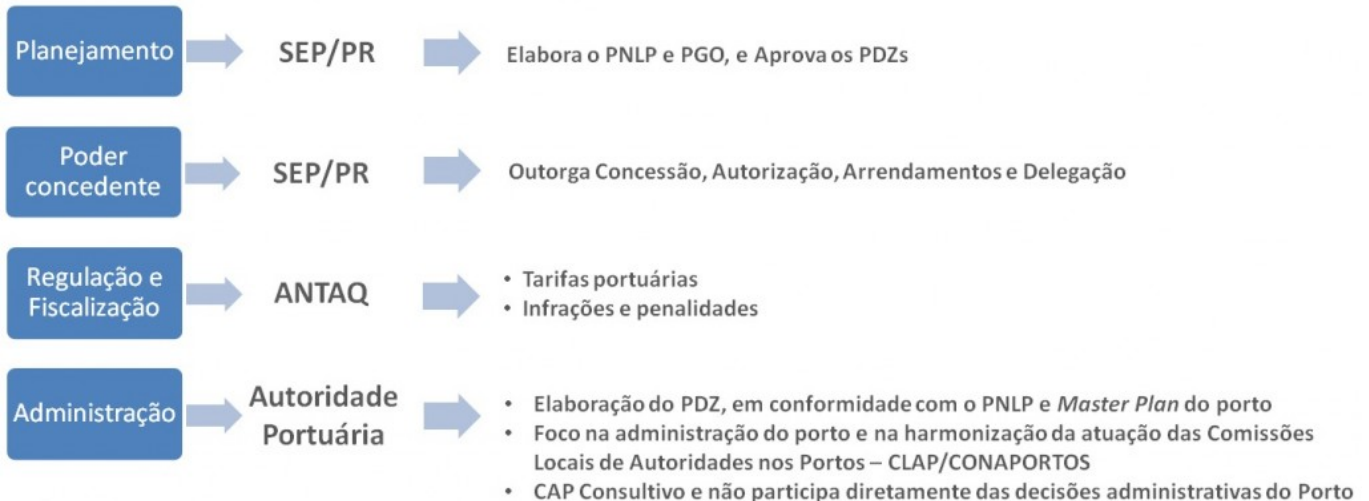 Planejamento
SEP/PR
Elabora o PNLP e PGO, e Aprova os PDZs
Poder
concedente
SEP/PR
Outorga Concessão, Autorização, Arrendamentos e Delegação
Regulação e
Fiscalização
ANTAQ
• Tarifas portuárias
• Infrações e penalidades
Administração
Autoridade
Portuária
• Elaboração do PDZ, em conformidade com o PNLP e Master Plan do porto
• Foco na administração do porto e na harmonização da atuação das Comissões
Locais de Autoridades nos Portos – CLAP/CONAPORTOS
• CAP Consultivo e não participa diretamente das decisões administrativas do Porto